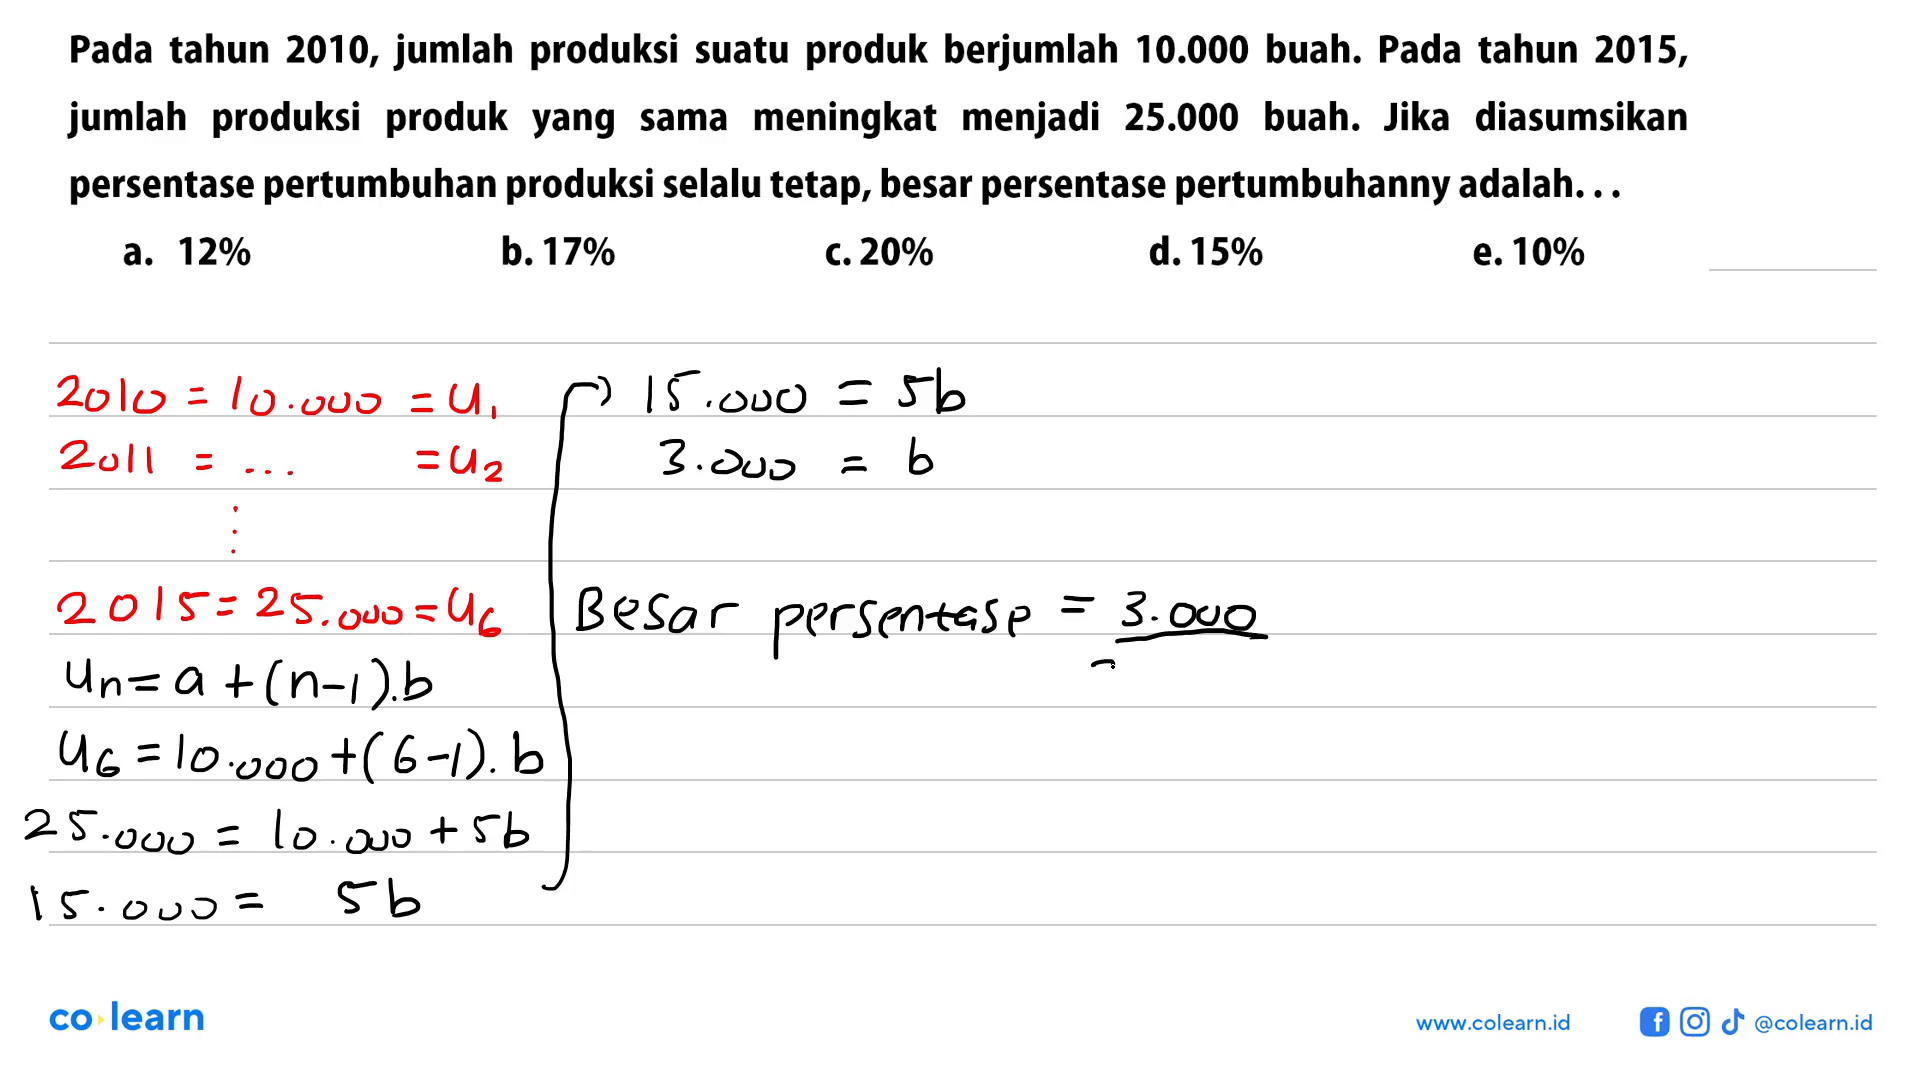 Pada tahun 2010, jumlah produksi suatu produk berjumlah 10.000 buah. Pada tahun 2015,
jumlah produksi produk yang sama meningkat menjadi 25.000 buah. Jika diasumsikan
persentase pertumbuhan produksi selalu tetap, besar persentase pertumbuhanny adalah. . .
a. 12% b. 17% c. 20% d. 15% e. 10%
2010 = 10.000 = U1
2011 = ... = U2
⋮
2015 = 25.000 = U6
Un = a + (n-1).b
U6 = 10.000 + (6-1).b
25.000 = 10.000 + 5b
15.000 = 5b
15.000 = 5b
3.000 = b
Besar persentase = 3.000
co learn
www.colearn.id
@colearn.id